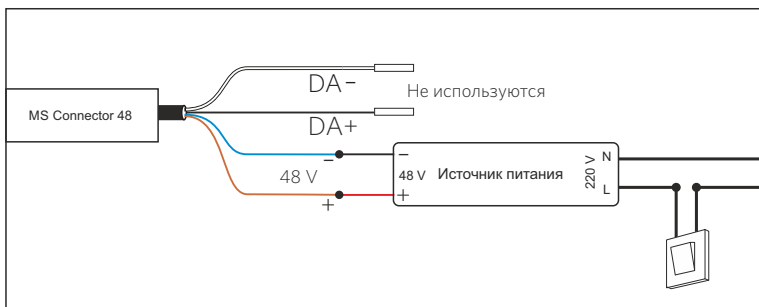 DA-
Не используются
MS Connector 48
DA+
-
48 V
+
-
48 V
+
Источник питания
220 V
N
L